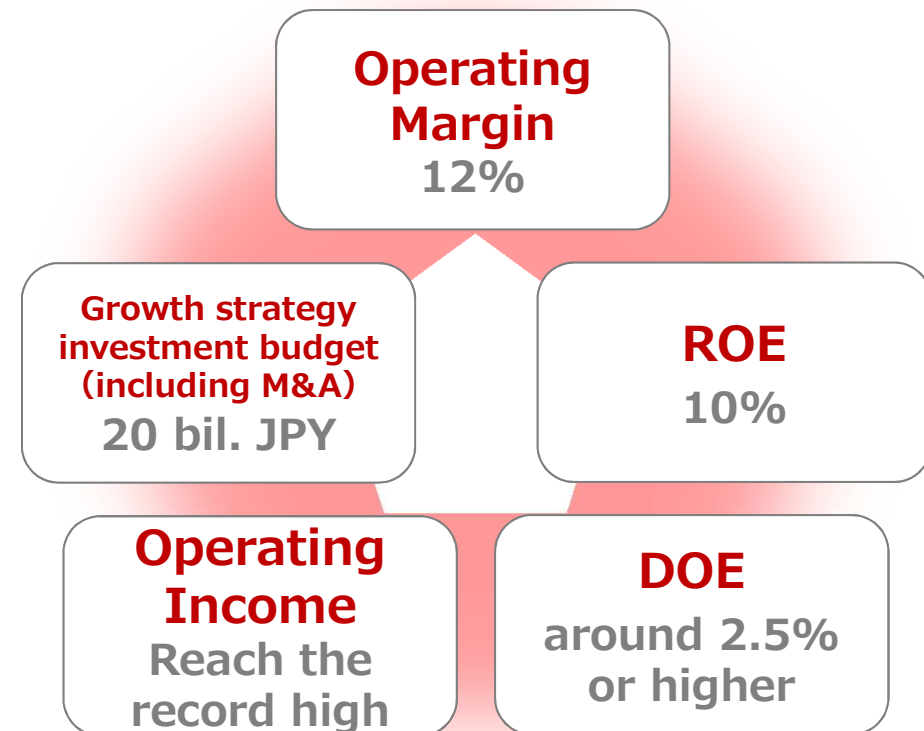 Operating
Margin
12%
Growth strategy
investment budget
（including M&A）
20 bil. JPY
ROE
10%
Operating
Income
Reach the
record high
DOE
around 2.5%
or higher